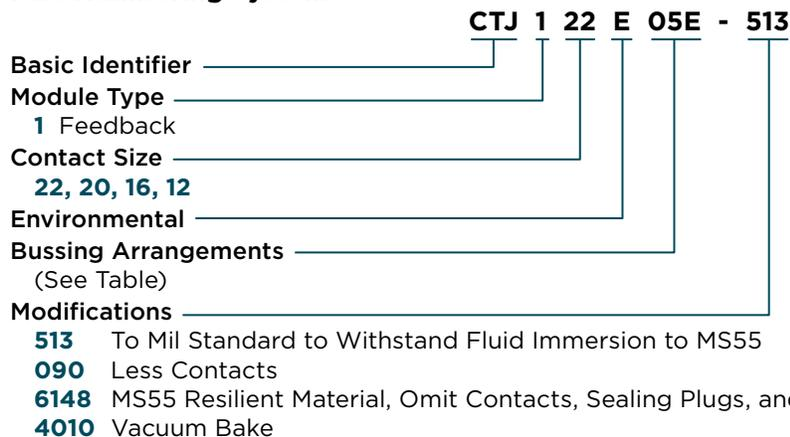 CTJ 1 22 E 05E - 513
Basic Identifier
Module Type
1 Feedback
Contact Size
22, 20, 16, 12
Environmental
Bussing Arrangements
(See Table)
Modifications
513 To Mil Standard to Withstand Fluid Immersion to MS55
090 Less Contacts
6148 MS55 Resilient Material, Omit Contacts, Sealing Plugs,
4010 Vacuum Bake